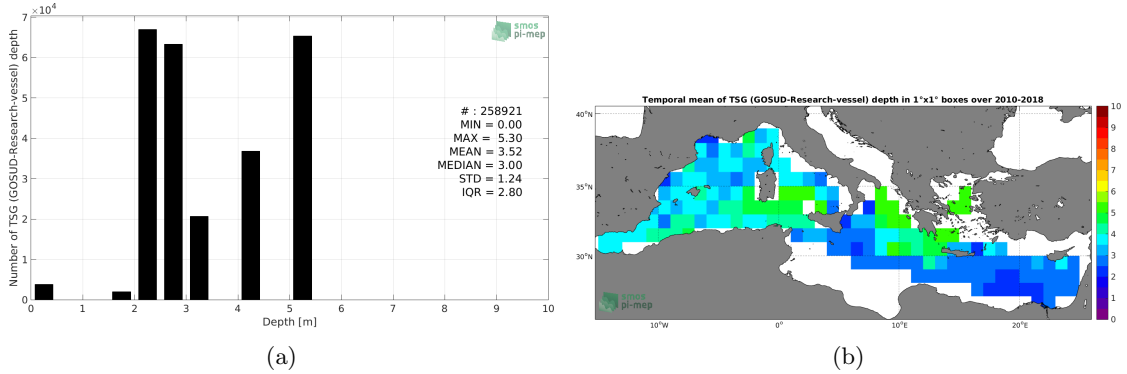 ×10⁴
7
6
5
4
3
2
1
0
Number of TSG (GOSUD-Research-vessel) depth
smos
pi-mep
# : 258921
MIN = 0.00
MAX = 5.30
MEAN = 3.52
MEDIAN = 3.00
STD = 1.24
IQR = 2.80
0 1 2 3 4 5 6 7 8 9 10
Depth [m]
(a)
Temporal mean of TSG (GOSUD-Research-vessel) depth in 1°x1° boxes over 2010-2018
40°N
35°N
30°N
10°W 0° 10°E 20°E
smos
pi-mep
10
9
8
7
6
5
4
3
2
1
0
(b)